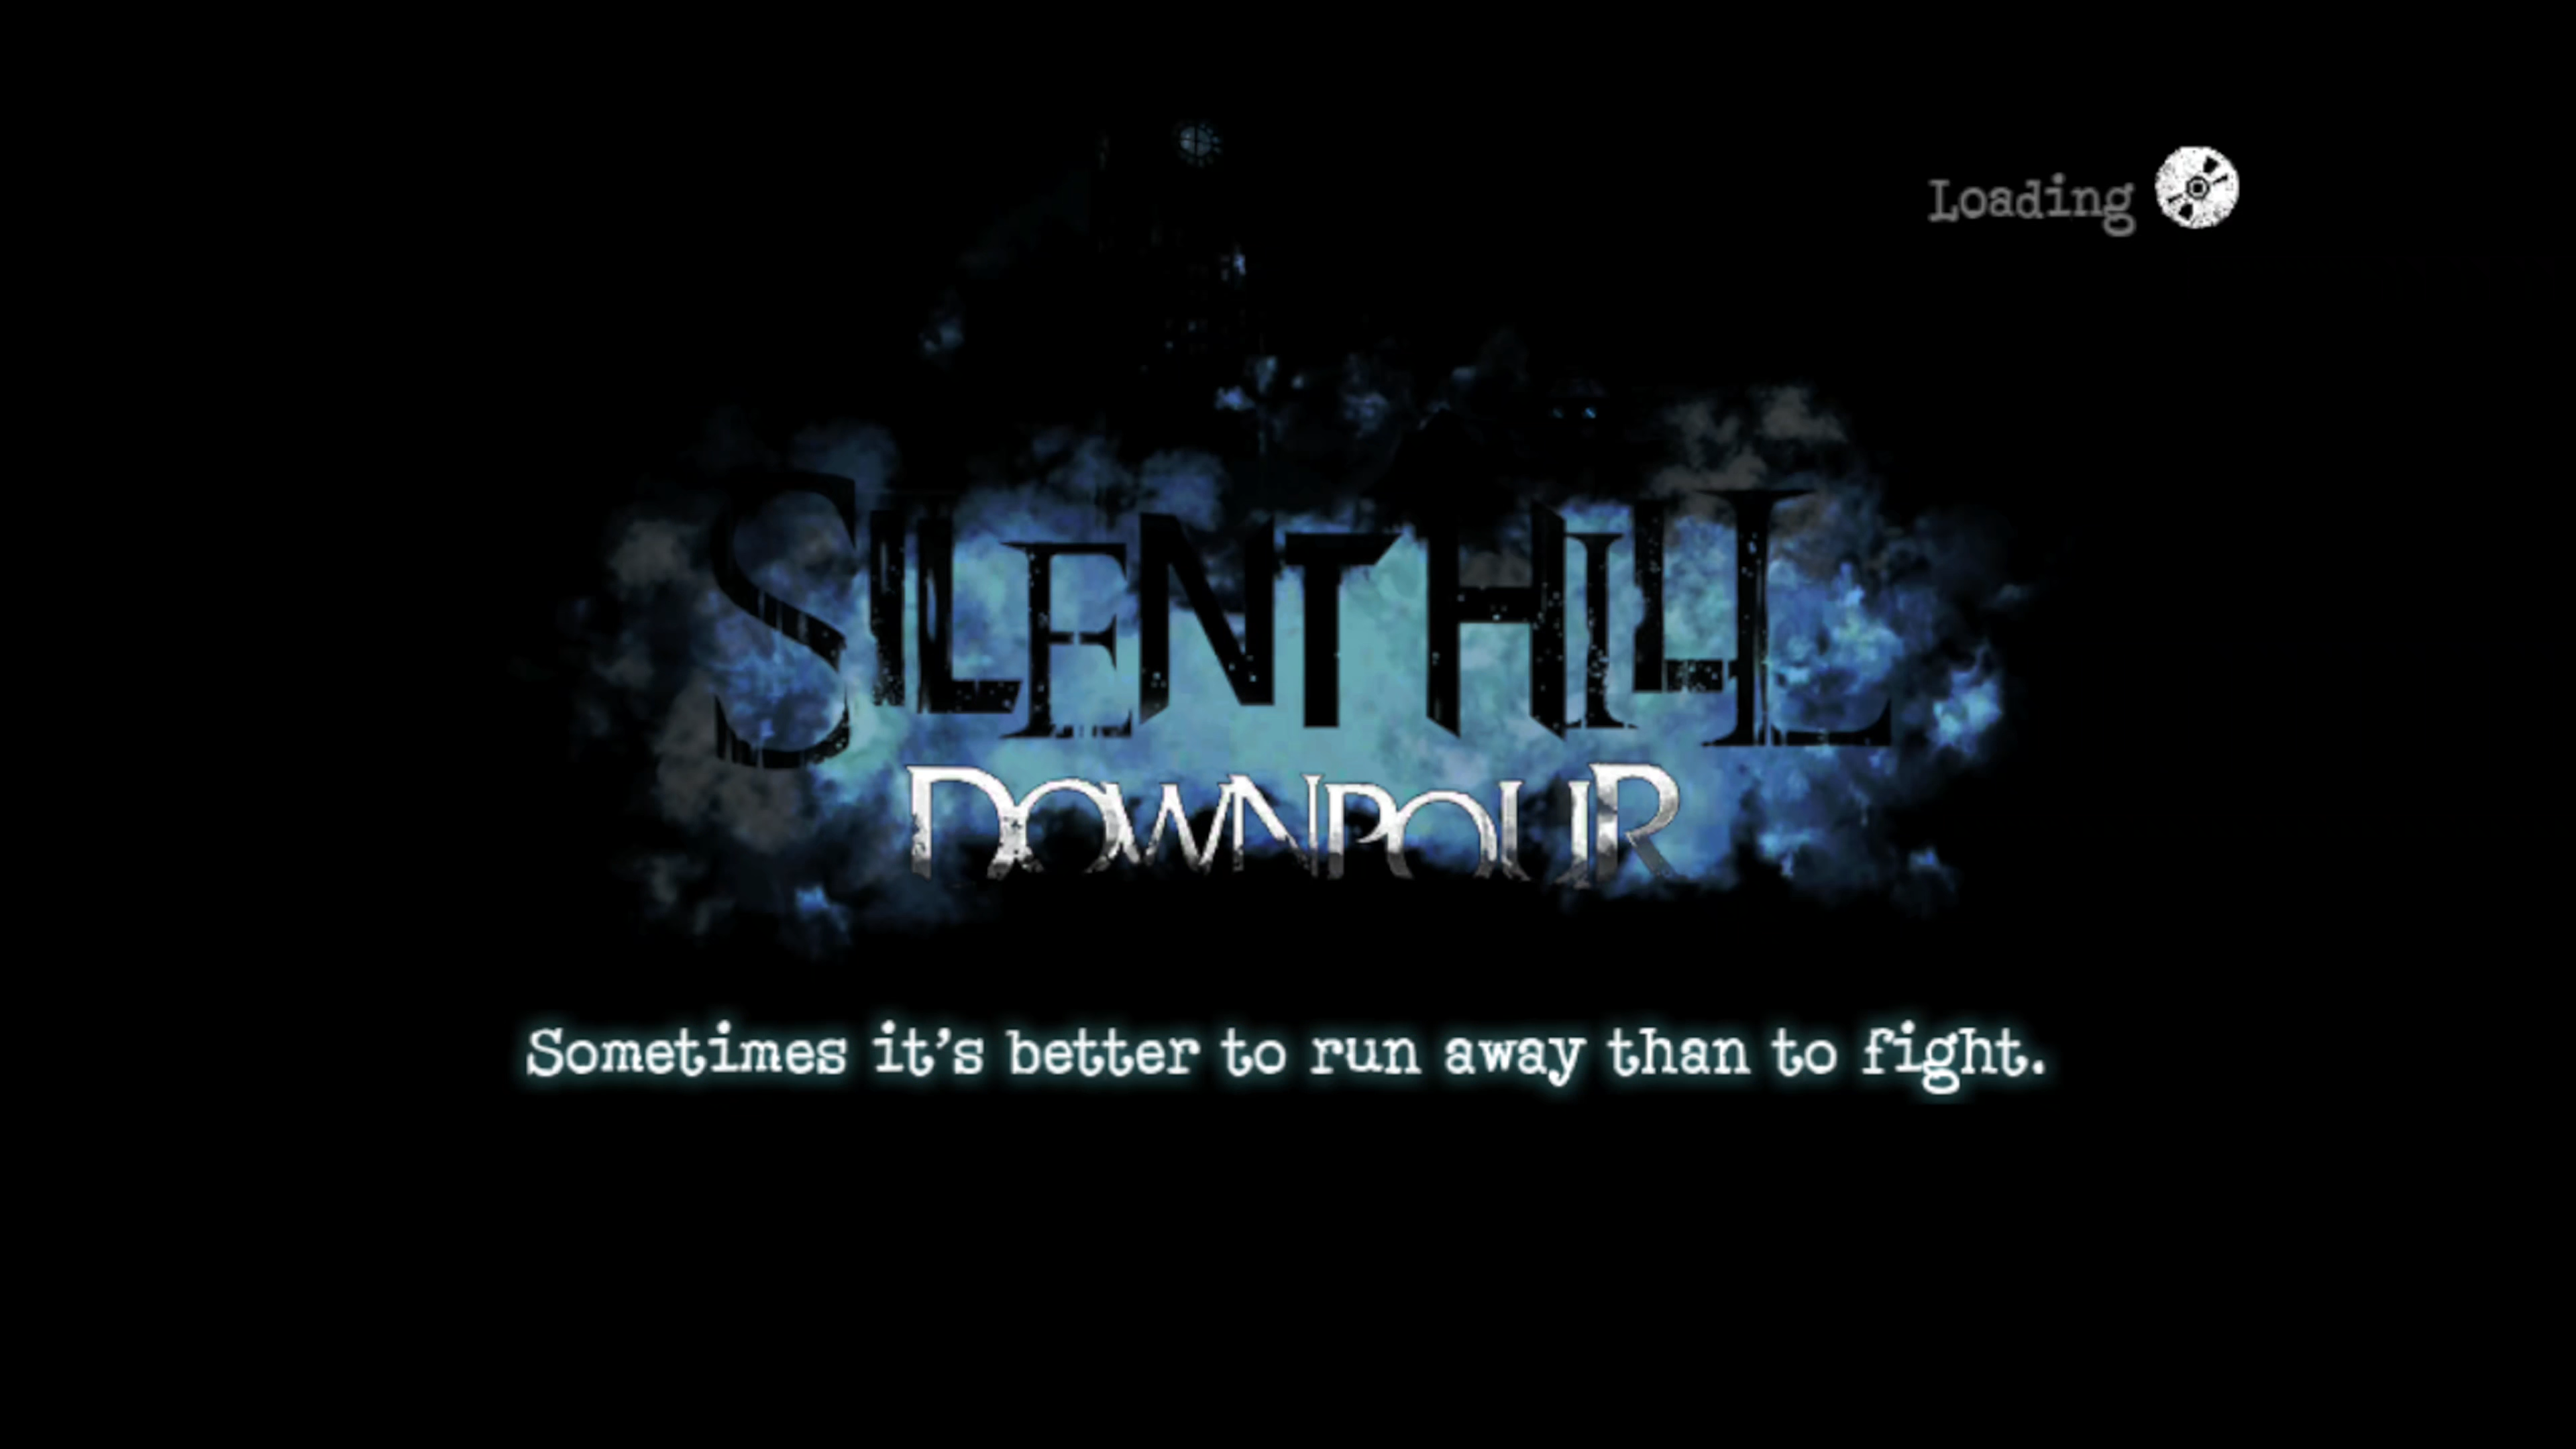 Loading
SILENT HILL
DOWNPOUR
Sometimes it's better to run away than to fight.